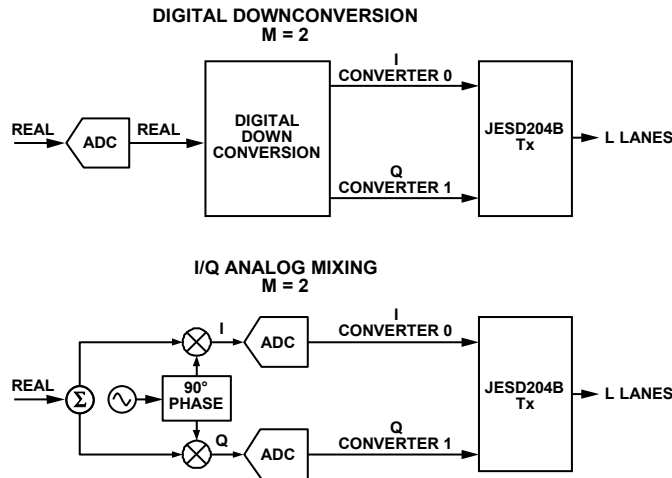 DIGITAL DOWNCONVERSION
M = 2
I
CONVERTER 0
REAL
ADC
REAL
DIGITAL
DOWN
CONVERSION
JESD204B
Tx
L LANES
Q
CONVERTER 1
I/Q ANALOG MIXING
M = 2
I
ADC
I
CONVERTER 0
REAL
Σ
90°
PHASE
JESD204B
Tx
L LANES
Q
ADC
Q
CONVERTER 1